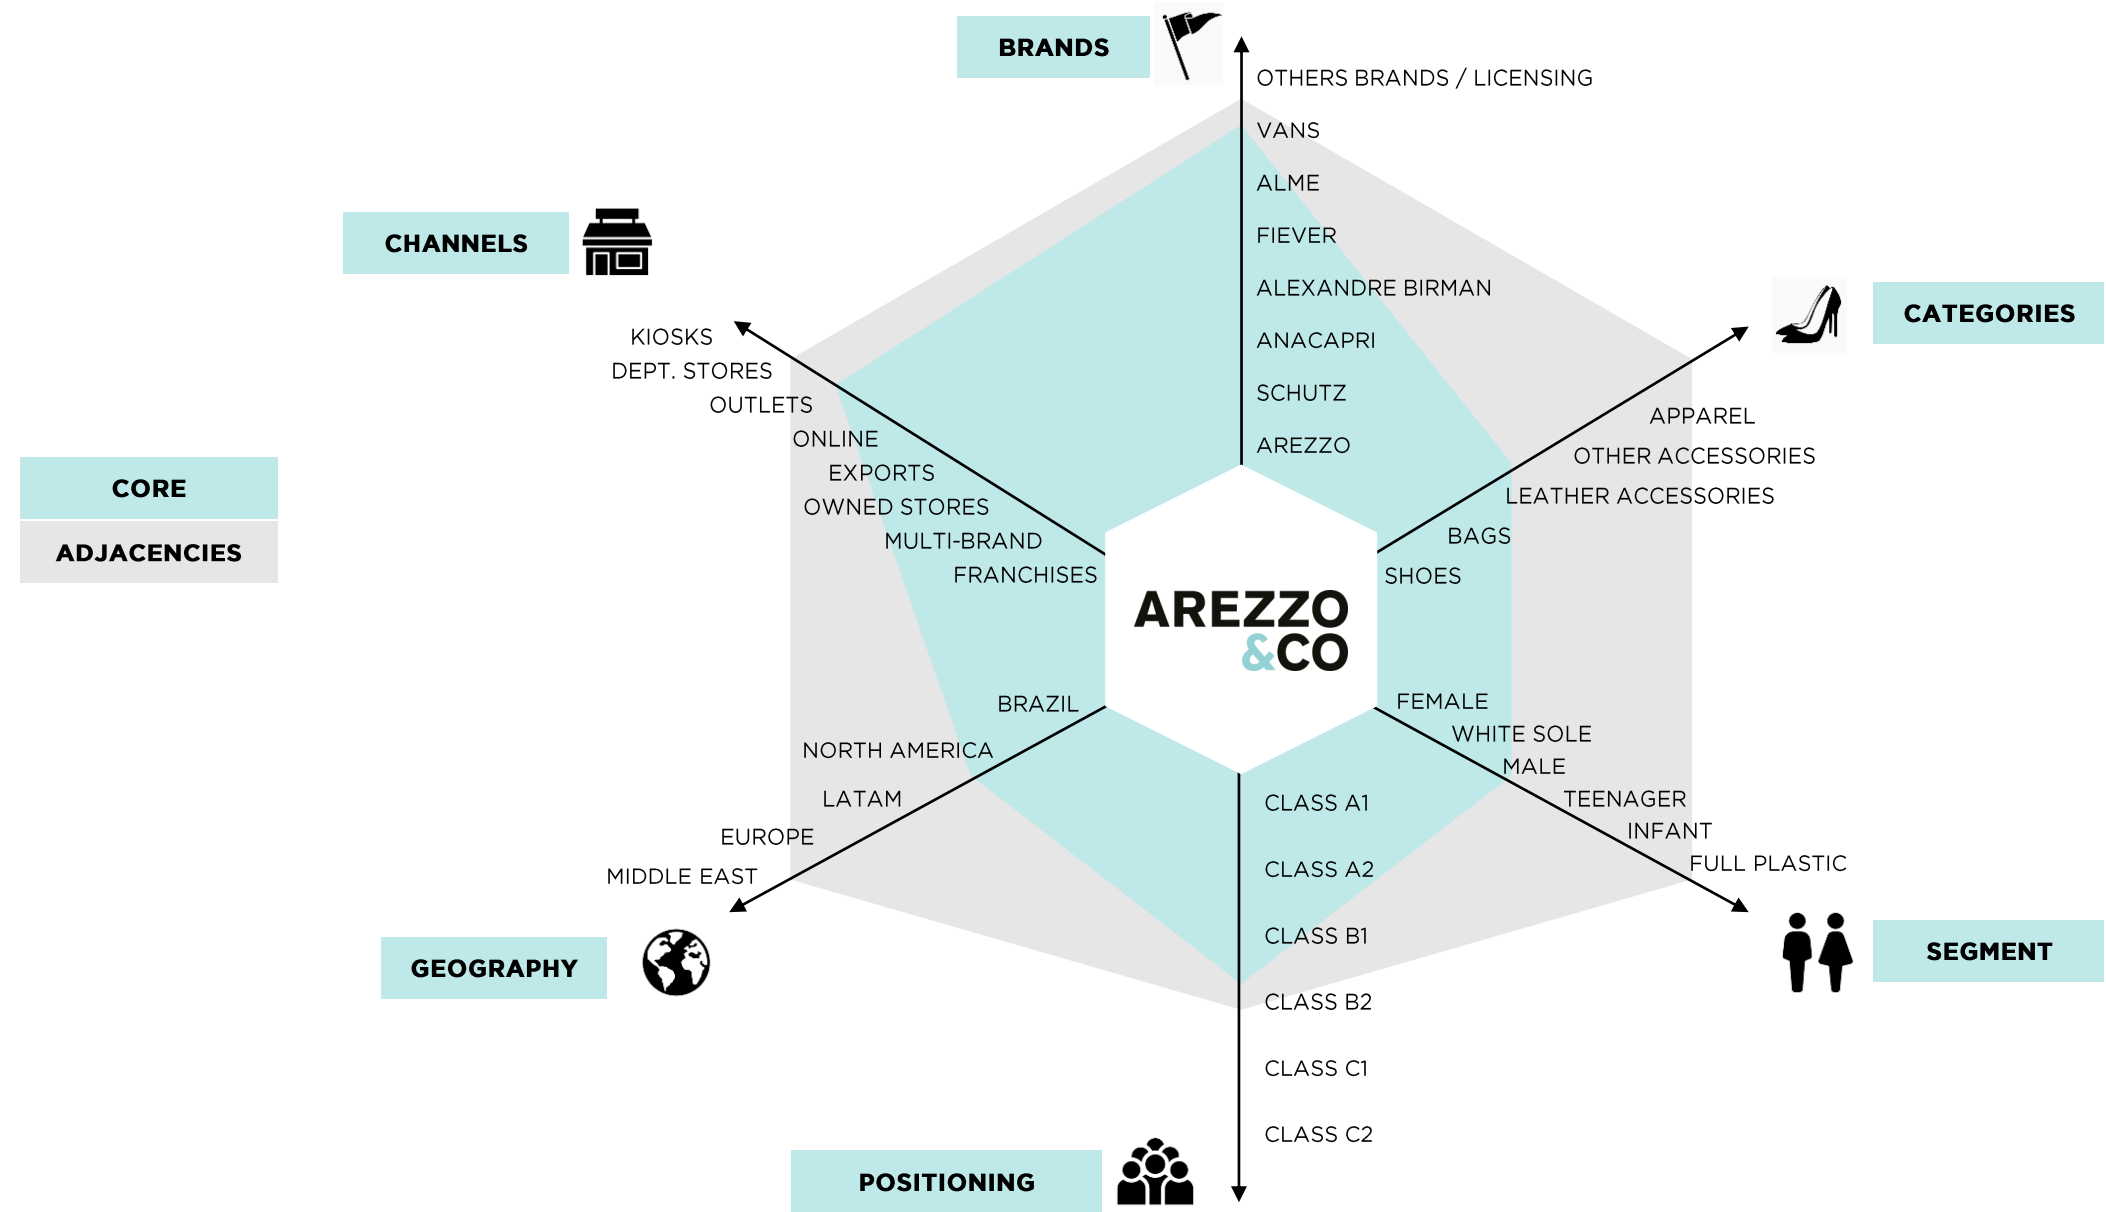 BRANDS
OTHERS BRANDS / LICENSING
VANS
ALME
FIEVER
ALEXANDRE BIRMAN
ANACAPRI
SCHUTZ
AREZZO
CHANNELS
KIOSKS
DEPT. STORES
OUTLETS
ONLINE
EXPORTS
OWNED STORES
MULTI-BRAND
FRANCHISES
CATEGORIES
APPAREL
OTHER ACCESSORIES
LEATHER ACCESSORIES
BAGS
SHOES
CORE
ADJACENCIES
AREZZO
&CO
BRAZIL
NORTH AMERICA
LATAM
EUROPE
MIDDLE EAST
GEOGRAPHY
FEMALE
WHITE SOLE
MALE
TEENAGER
INFANT
FULL PLASTIC
SEGMENT
CLASS A1
CLASS A2
CLASS B1
CLASS B2
CLASS C1
CLASS C2
POSITIONING